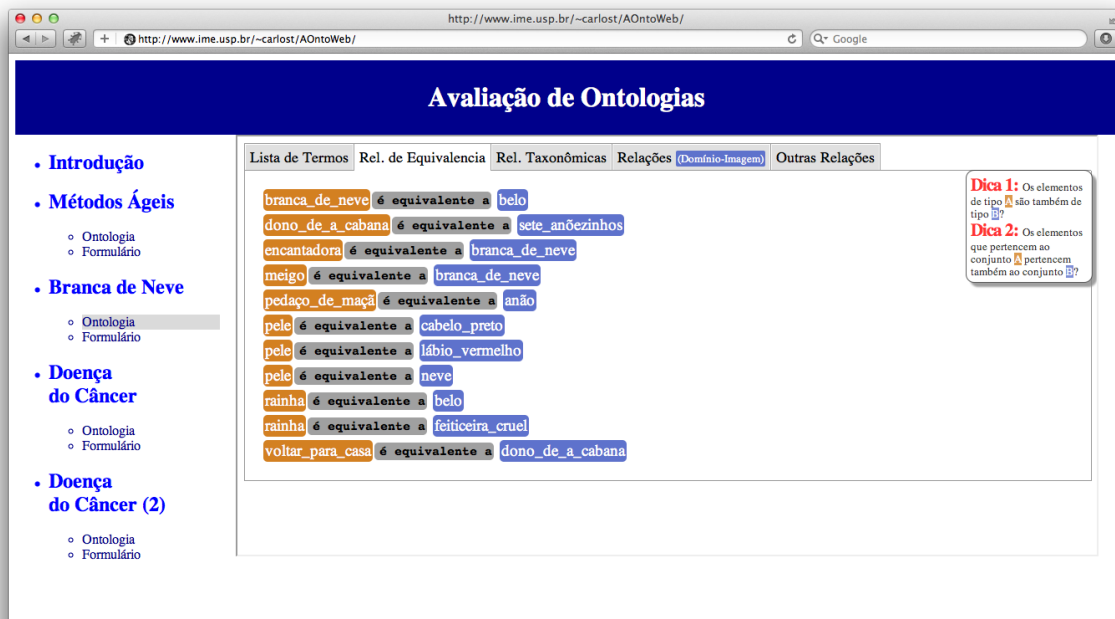 http://www.ime.usp.br/~carlost/AOntoWeb/
http://www.ime.usp.br/~carlost/AOntoWeb/
Google
Avaliação de Ontologias
Introdução
Métodos Ágeis
Ontologia
Formulário
Branca de Neve
Ontologia
Formulário
Doença
do Câncer
Ontologia
Formulário
Doença
do Câncer (2)
Ontologia
Formulário
Lista de Termos Rel. de Equivalencia Rel. Taxonômicas Relações (Domínio-Imagem) Outras Relações
branca_de_neve é equivalente a belo
dono_de_a_cabana é equivalente a sete_anõezinhos
encantadora é equivalente a branca_de_neve
meigo é equivalente a branca_de_neve
pedaço_de_maçã é equivalente a anão
pele é equivalente a cabelo_preto
pele é equivalente a lábio_vermelho
pele é equivalente a neve
rainha é equivalente a belo
rainha é equivalente a feiticeira_cruel
voltar_para_casa é equivalente a dono_de_a_cabana
Dica 1: Os elementos
de tipo A são também de
tipo B?
Dica 2: Os elementos
que pertencem ao
conjunto A pertencem
também ao conjunto B?